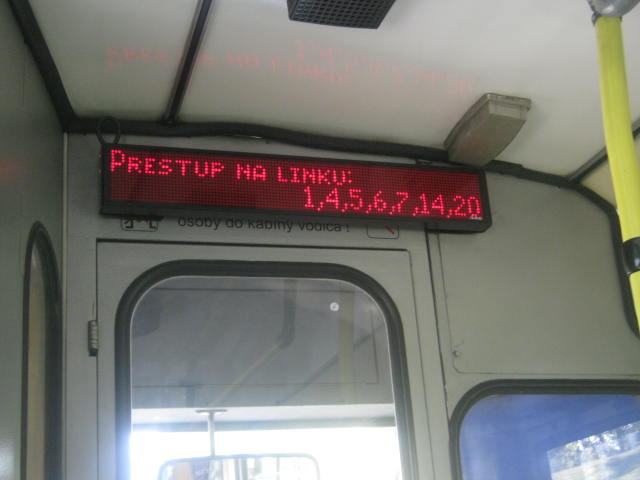 PRESTUP NA LINKU:
1,4,5,6,7,14,20
osoby do kabíny vodiča !